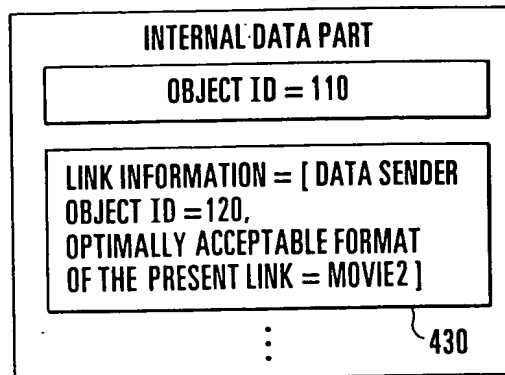 INTERNAL DATA PART
OBJECT ID = 110
LINK INFORMATION = [ DATA SENDER
OBJECT ID =120,
OPTIMALLY ACCEPTABLE FORMAT
OF THE PRESENT LINK = MOVIE2 ]
430